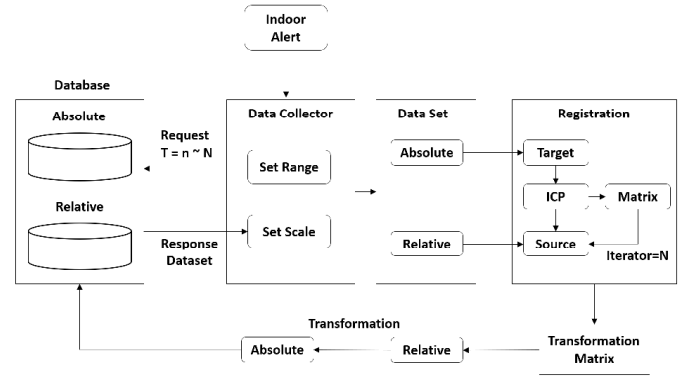 Indoor
Alert
Database
Absolute
Relative
Request
T = n ~ N
Response
Dataset
Data Collector
Set Range
Set Scale
Data Set
Absolute
Relative
Registration
Target
ICP
Matrix
Source
Iterator=N
Transformation
Absolute
Relative
Transformation
Matrix